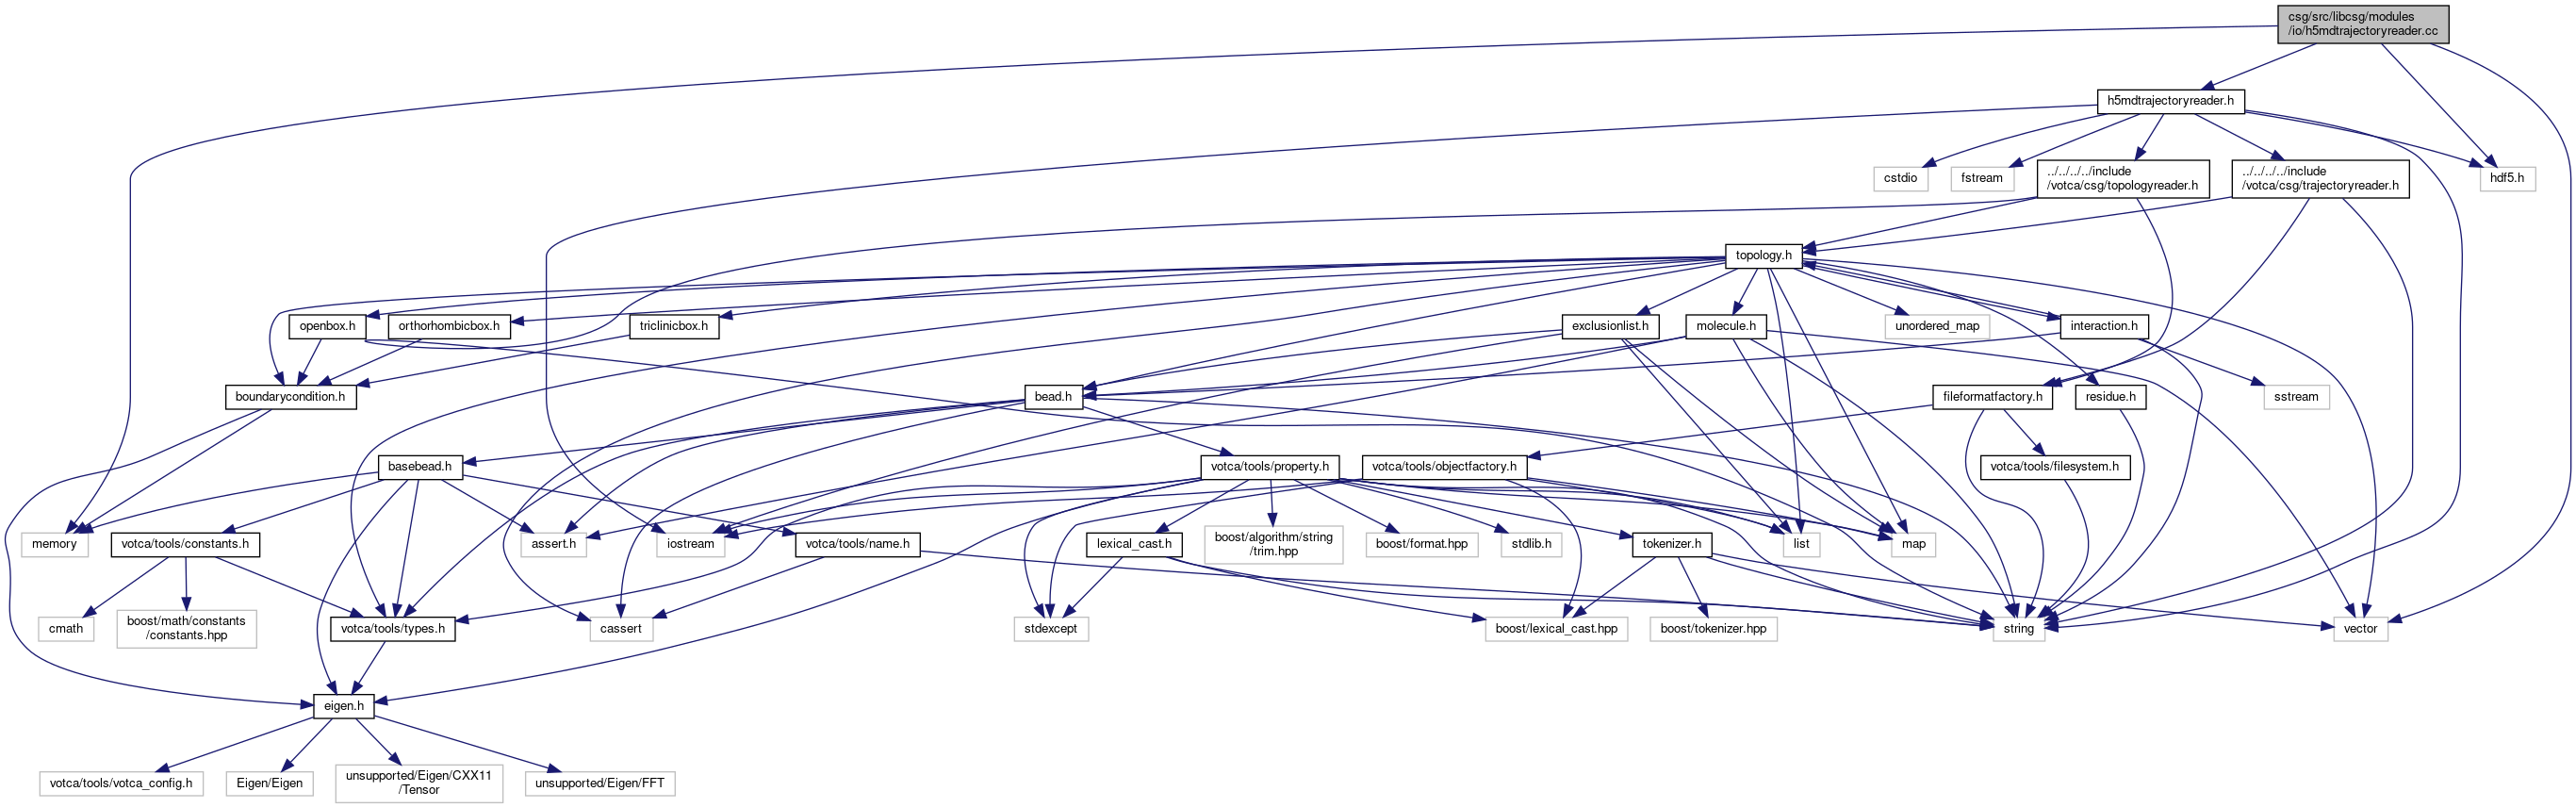 csg/src/libcsg/modules
/io/h5mdtrajectoryreader.cc
h5mdtrajectoryreader.h
cstdio
fstream
../../../../include
/votca/csg/topologyreader.h
../../../../include
/votca/csg/trajectoryreader.h
hdf5.h
topology.h
openbox.h
orthorhombicbox.h
triclinicbox.h
exclusionlist.h
molecule.h
unordered_map
interaction.h
boundarycondition.h
bead.h
fileformatfactory.h
residue.h
sstream
basebead.h
votca/tools/property.h
votca/tools/objectfactory.h
votca/tools/filesystem.h
memory
votca/tools/constants.h
assert.h
iostream
votca/tools/name.h
lexical_cast.h
boost/algorithm/string
/trim.hpp
boost/format.hpp
stdlib.h
tokenizer.h
list
map
cmath
boost/math/constants
/constants.hpp
votca/tools/types.h
cassert
stdexcept
boost/lexical_cast.hpp
boost/tokenizer.hpp
string
vector
eigen.h
votca/tools/votca_config.h
Eigen/Eigen
unsupported/Eigen/CXX11
/Tensor
unsupported/Eigen/FFT